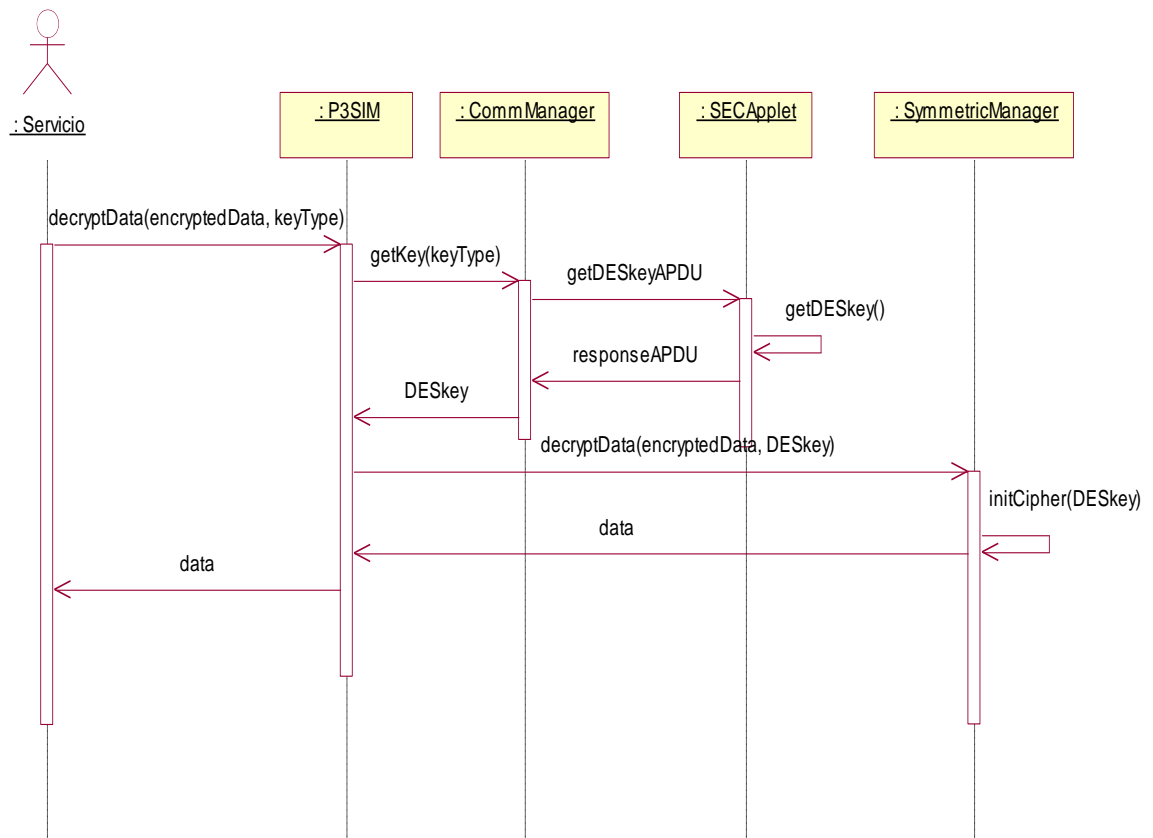 : Servicio
: P3SIM
: CommManager
: SECApplet
: SymmetricManager
decryptData(encryptedData, keyType)
getKey(keyType)
getDESkeyAPDU
getDESkey()
responseAPDU
DESkey
decryptData(encryptedData, DESkey)
initCipher(DESkey)
data
data